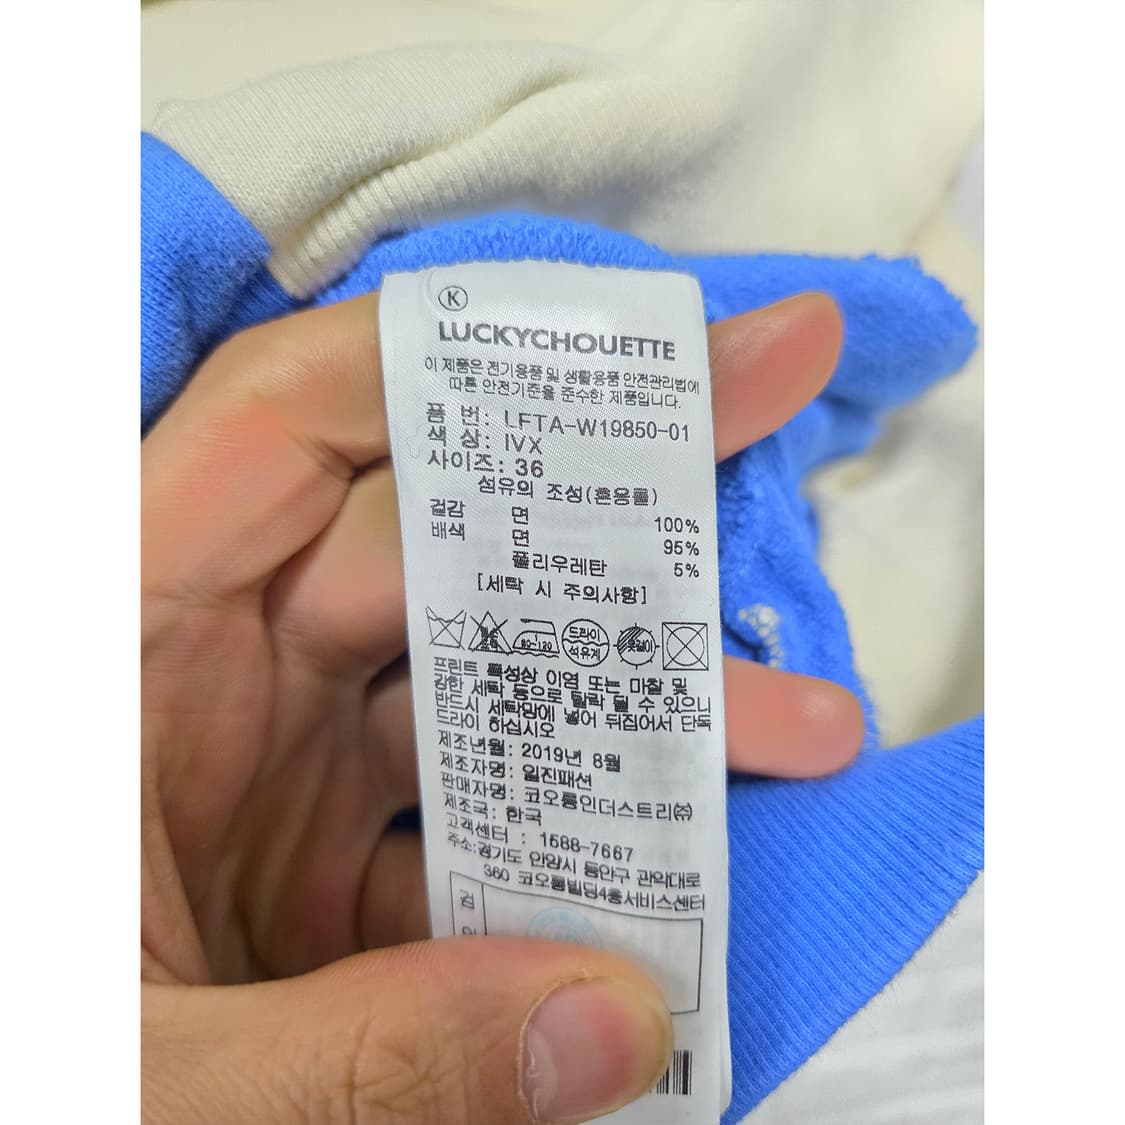 K
LUCKYCHOUETTE
이 제품은 전기용품 및 생활용품 안전관리법에
따른 안전기준을 준수한 제품입니다.
품 번: LFTA-W19850-01
색 상: IVX
사이즈: 36
섬유의 조성(혼용률)
겉감 면 100%
배색 면 95%
폴리우레탄 5%
[세탁 시 주의사항]
80-120 드라이 석유계 옷걸이
프린트 특성상 이염 또는 마찰 및
강한 세탁 등으로 탈락 될 수 있으니
반드시 세탁망에 넣어 뒤집어서 단독
드라이 하십시오
제조년월: 2019년 8월
제조자명: 일진패션
판매자명: 코오롱인더스트리㈜
제조국: 한국
고객센터 : 1588-7667
주소:경기도 안양시 동안구 관악대로
360 코오롱빌딩4층서비스센터
검